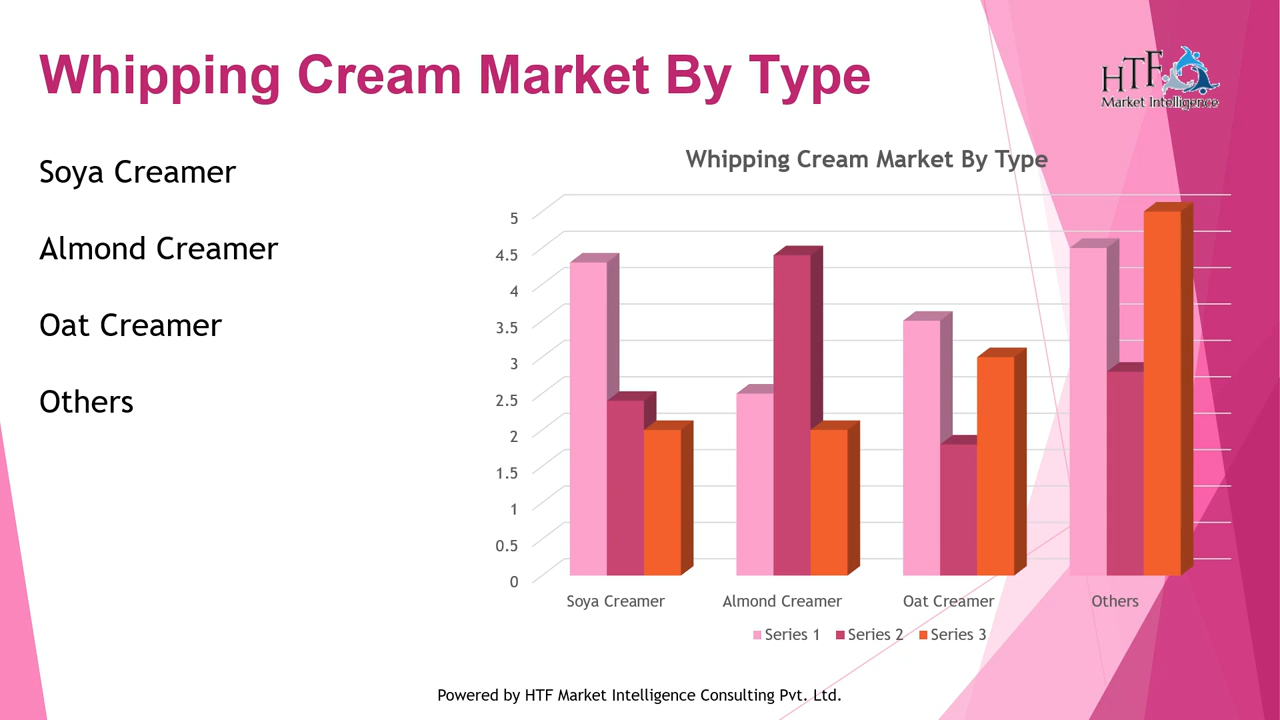 Whipping Cream Market By Type
HTF
Market Intelligence
Soya Creamer
Almond Creamer
Oat Creamer
Others
Whipping Cream Market By Type
5
4.5
4
3.5
3
2.5
2
1.5
1
0.5
0
Soya Creamer Almond Creamer Oat Creamer Others
Series 1 Series 2 Series 3
Powered by HTF Market Intelligence Consulting Pvt. Ltd.